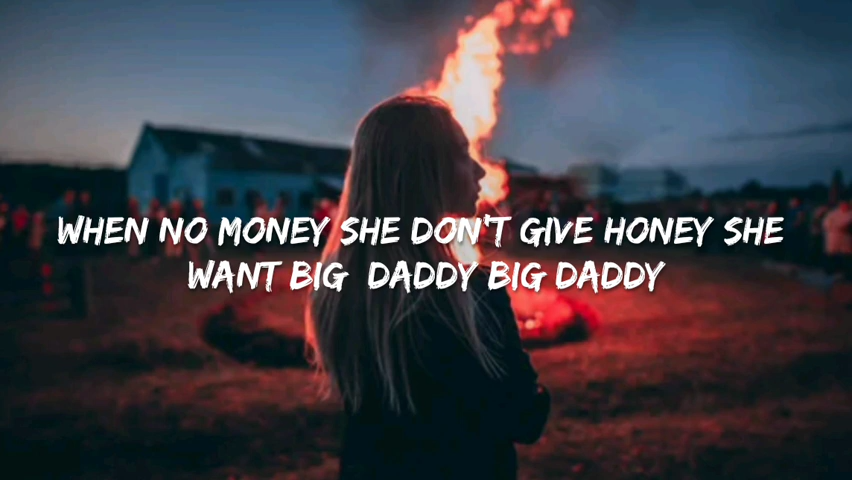 WHEN NO MONEY SHE DON'T GIVE HONEY SHE
WANT BIG DADDY BIG DADDY